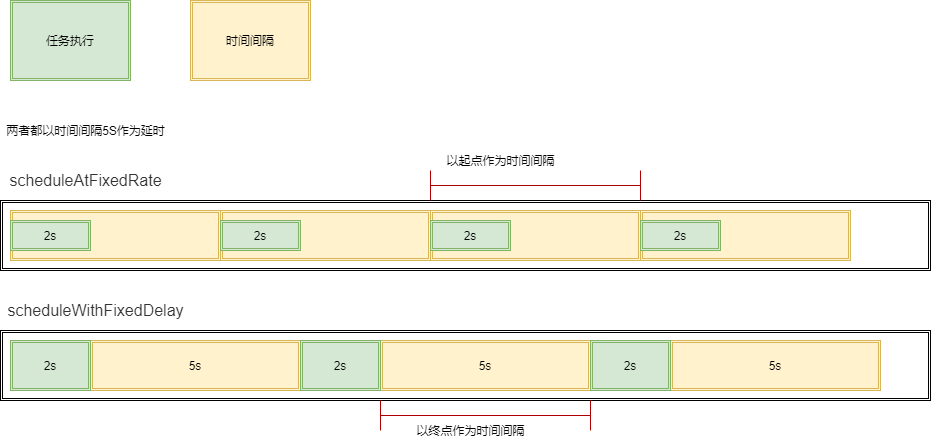 任务执行
时间间隔
两者都以时间间隔5S作为延时
以起点作为时间间隔
scheduleAtFixedRate
2s
2s
2s
2s
scheduleWithFixedDelay
2s
5s
2s
5s
2s
5s
以终点作为时间间隔